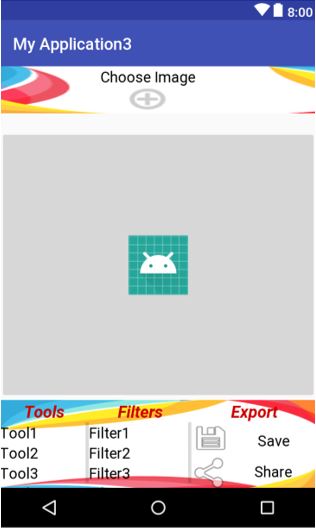 8:00
My Application3
Choose Image
Tools Filters Export
Tool1 Filter1
Tool2 Filter2 Save
Tool3 Filter3 Share